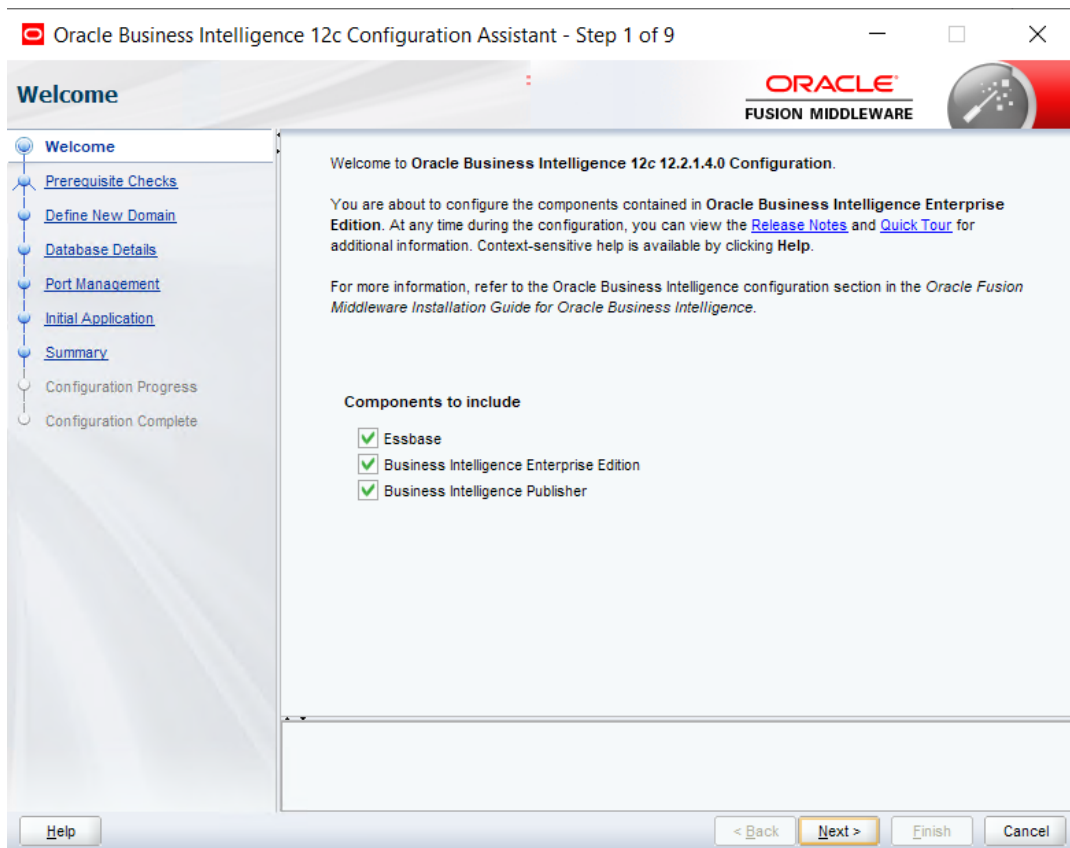 Oracle Business Intelligence 12c Configuration Assistant - Step 1 of 9
Welcome
ORACLE
FUSION MIDDLEWARE
Welcome
Prerequisite Checks
Define New Domain
Database Details
Port Management
Initial Application
Summary
Configuration Progress
Configuration Complete
Welcome to Oracle Business Intelligence 12c 12.2.1.4.0 Configuration.
You are about to configure the components contained in Oracle Business Intelligence Enterprise
Edition. At any time during the configuration, you can view the Release Notes and Quick Tour for
additional information. Context-sensitive help is available by clicking Help.
For more information, refer to the Oracle Business Intelligence configuration section in the Oracle Fusion
Middleware Installation Guide for Oracle Business Intelligence.
Components to include
Essbase
Business Intelligence Enterprise Edition
Business Intelligence Publisher
Help
< Back
Next >
Finish
Cancel